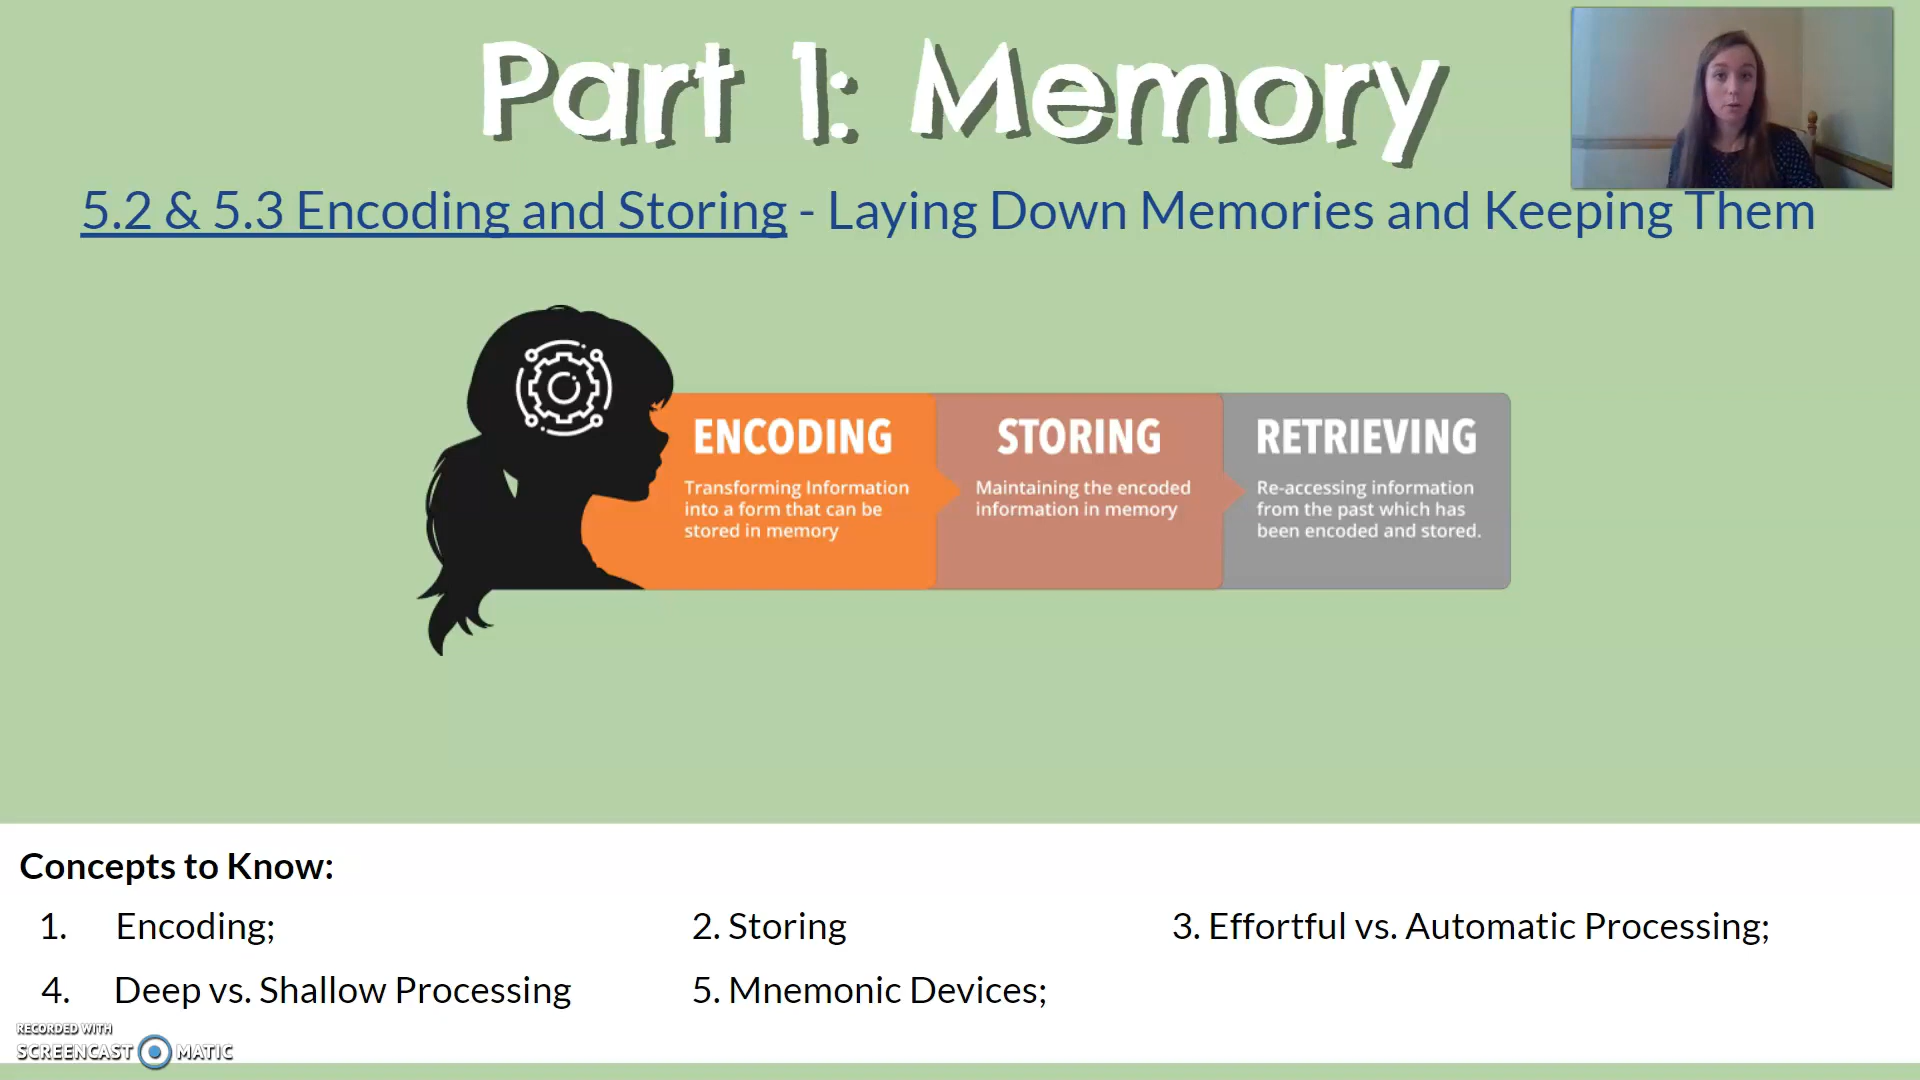 Part 1: Memory
5.2 & 5.3 Encoding and Storing - Laying Down Memories and Keeping Them
ENCODING
Transforming Information
into a form that can be
stored in memory
STORING
Maintaining the encoded
information in memory
RETRIEVING
Re-accessing information
from the past which has
been encoded and stored.
Concepts to Know:
1. Encoding;
2. Storing
3. Effortful vs. Automatic Processing;
4. Deep vs. Shallow Processing
5. Mnemonic Devices;
RECORDED WITH
SCREENCAST MATIC